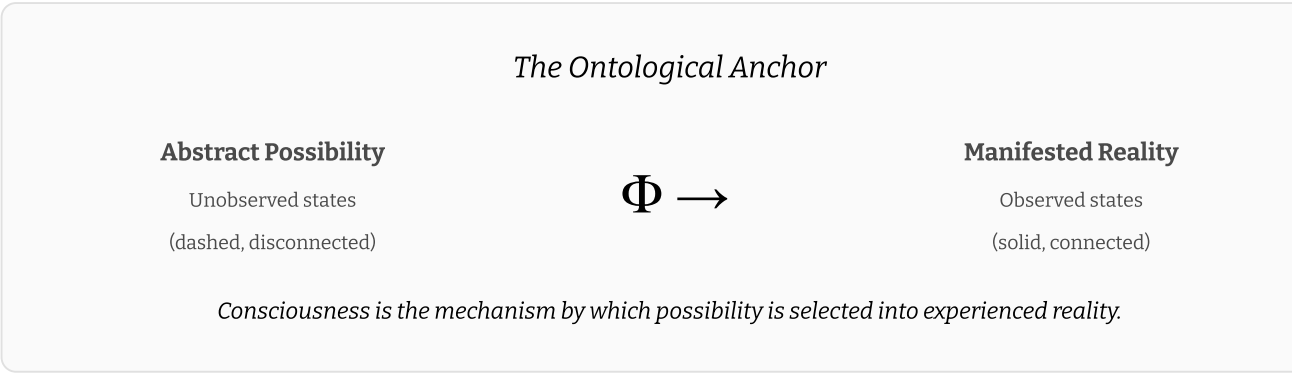 The Ontological Anchor
Abstract Possibility
Unobserved states
(dashed, disconnected)
Φ →
Manifested Reality
Observed states
(solid, connected)
Consciousness is the mechanism by which possibility is selected into experienced reality.